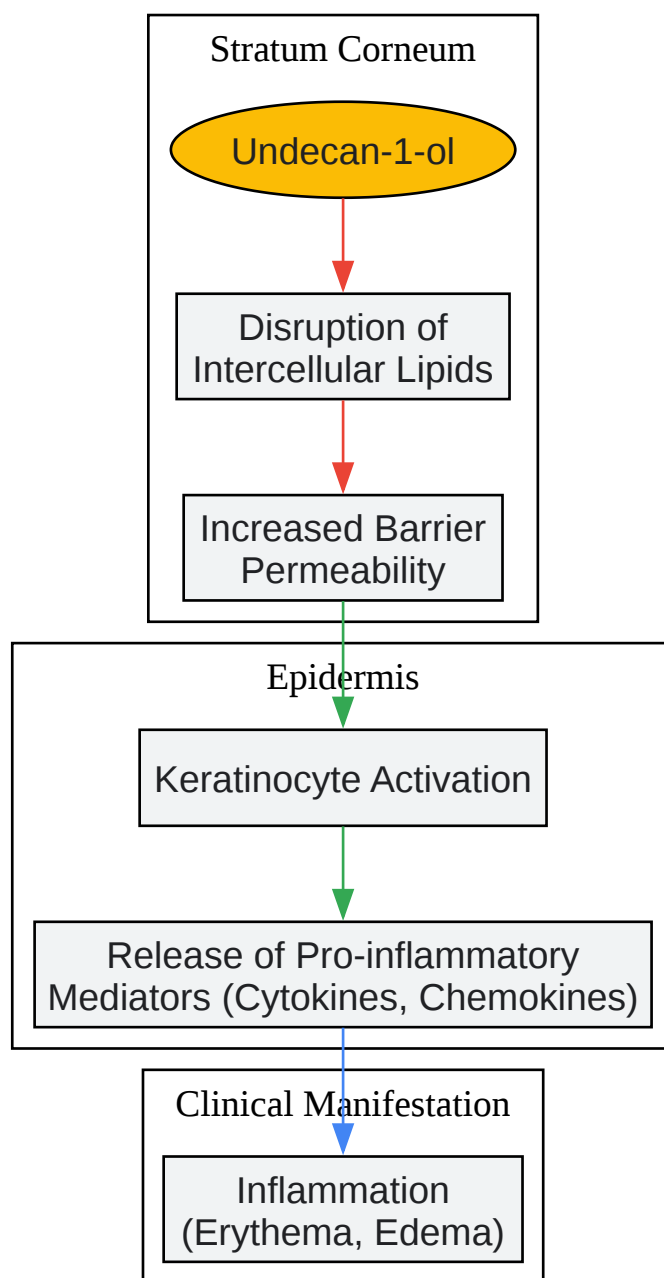 Stratum Corneum
Undecan-1-ol
Disruption of
Intercellular Lipids
Increased Barrier
Permeability
Epidermis
Keratinocyte Activation
Release of Pro-inflammatory
Mediators (Cytokines, Chemokines)
Clinical Manifestation
Inflammation
(Erythema, Edema)